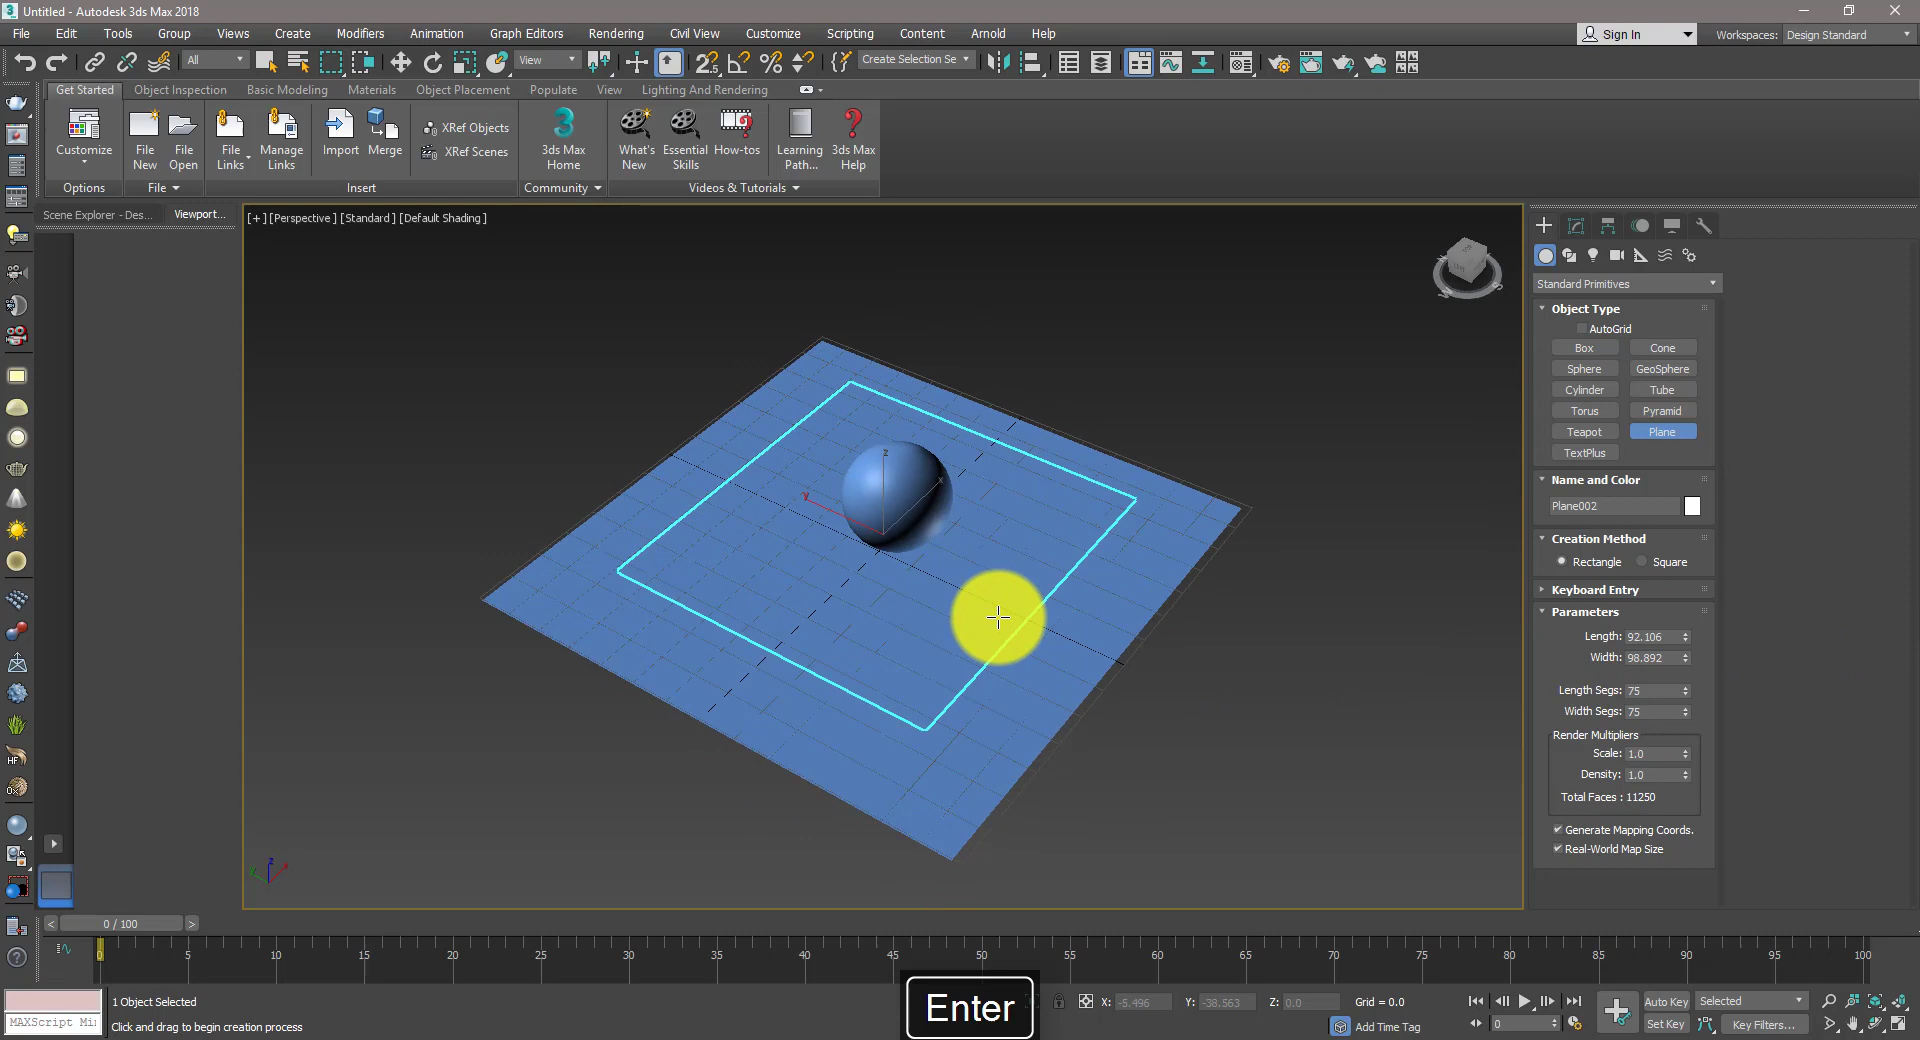 Untitled - Autodesk 3ds Max 2018
File Edit Tools Group Views Create Modifiers Animation Graph Editors Rendering Civil View Customize Scripting Content Arnold Help
Sign In Workspaces: Design Standard
All View Create Selection Se
Get Started Object Inspection Basic Modeling Materials Object Placement Populate View Lighting And Rendering
Customize
File New
File Open
File Links
Manage Links
Import
Merge
XRef Objects
XRef Scenes
3ds Max Home
What's New
Essential Skills
How-tos
Learning Path...
3ds Max Help
Options File Insert Community Videos & Tutorials
Scene Explorer - Des... Viewport...
[+] [Perspective] [Standard] [Default Shading]
Standard Primitives
Object Type
AutoGrid
Box Cone
Sphere GeoSphere
Cylinder Tube
Torus Pyramid
Teapot Plane
TextPlus
Name and Color
Plane002
Creation Method
Rectangle Square
Keyboard Entry
Parameters
Length: 92.106
Width: 98.892
Length Segs: 75
Width Segs: 75
Render Multipliers
Scale: 1.0
Density: 1.0
Total Faces : 11250
Generate Mapping Coords.
Real-World Map Size
z
x
y
HF
< 0 / 100 >
0 5 10 15 20 25 30 35 40 45 50 55 60 65 70 75 80 85 90 95 100
1 Object Selected
MAXScript Mi
Click and drag to begin creation process
Enter
X: -5.496 Y: -38.563 Z: 0.0 Grid = 0.0
Add Time Tag
0
Auto Key Selected
Set Key Key Filters...